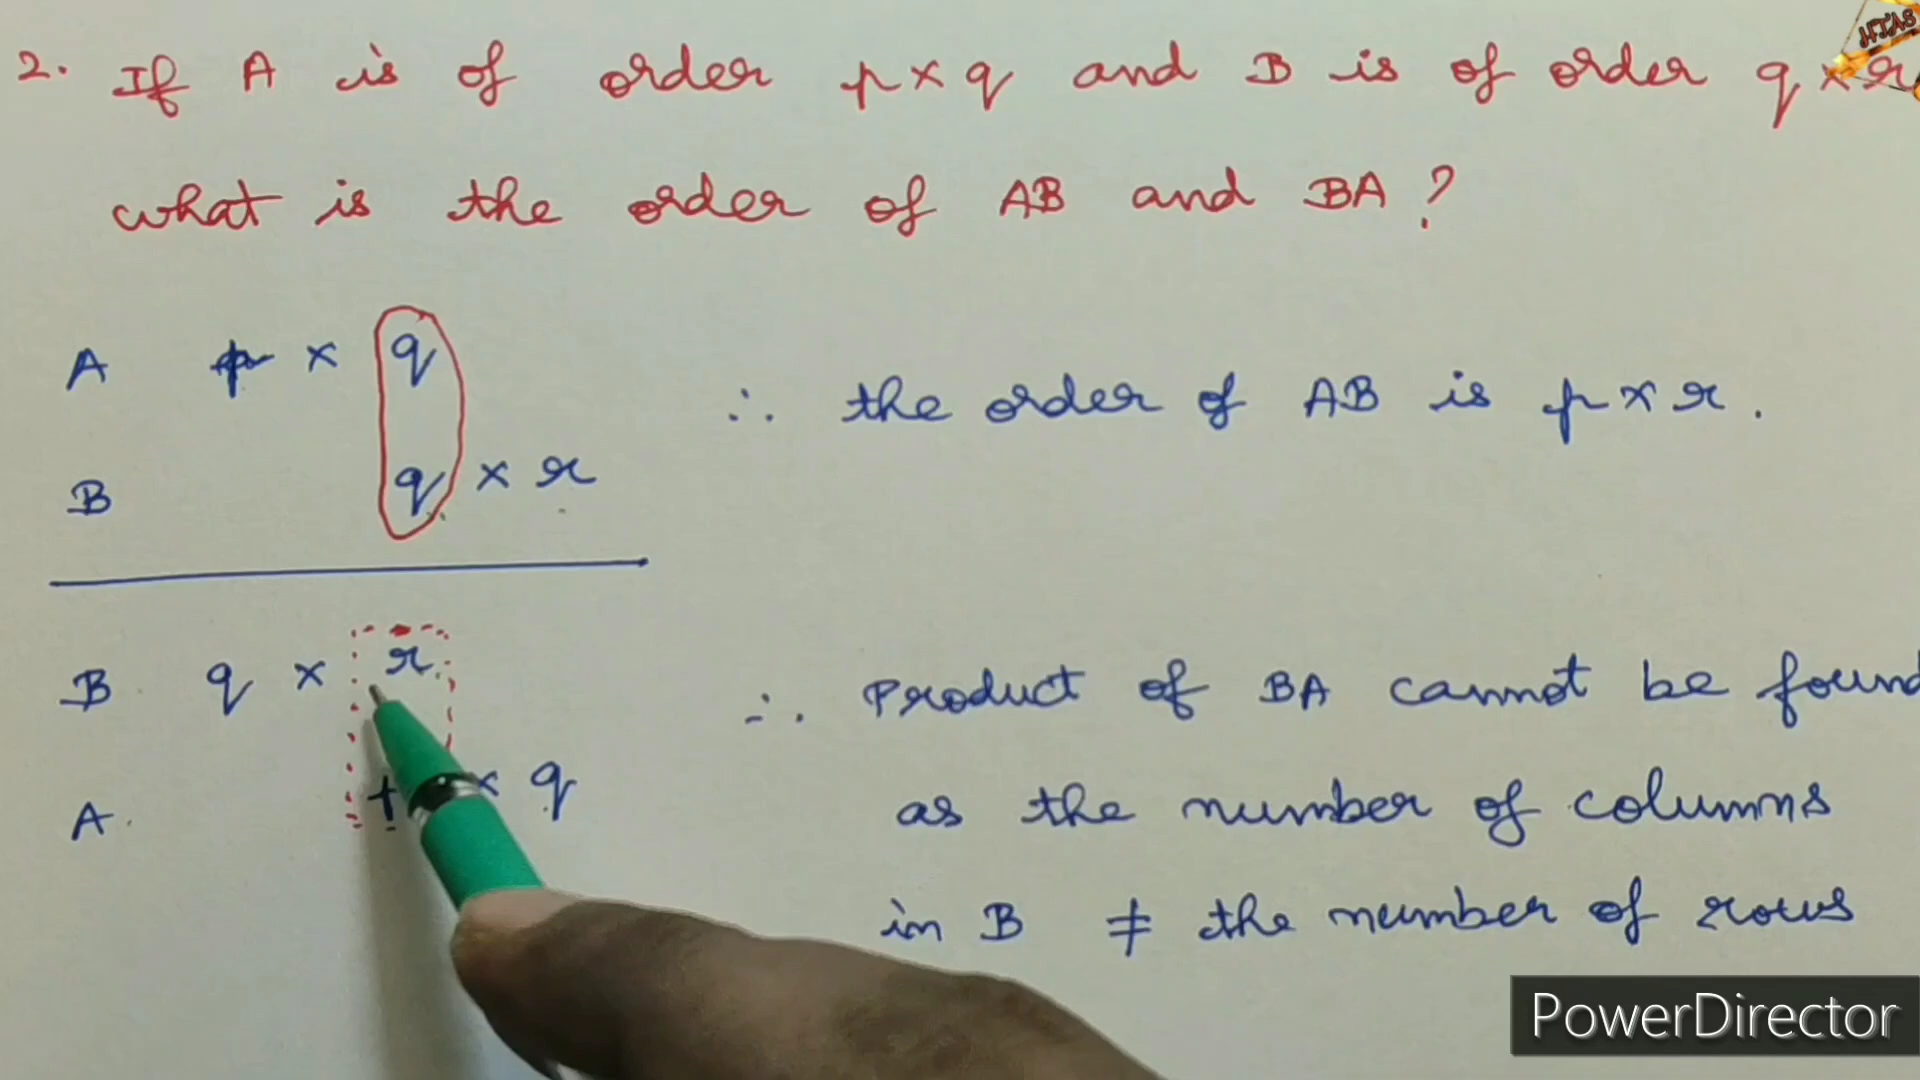 2. If A is of order p × q and B is of order q × r
what is the order of AB and BA ?
A p × q
∴ the order of AB is p × r .
B q × r
B q × r
∴ Product of BA cannot be found
A × q
as the number of columns
in B ≠ the number of rows
PowerDirector